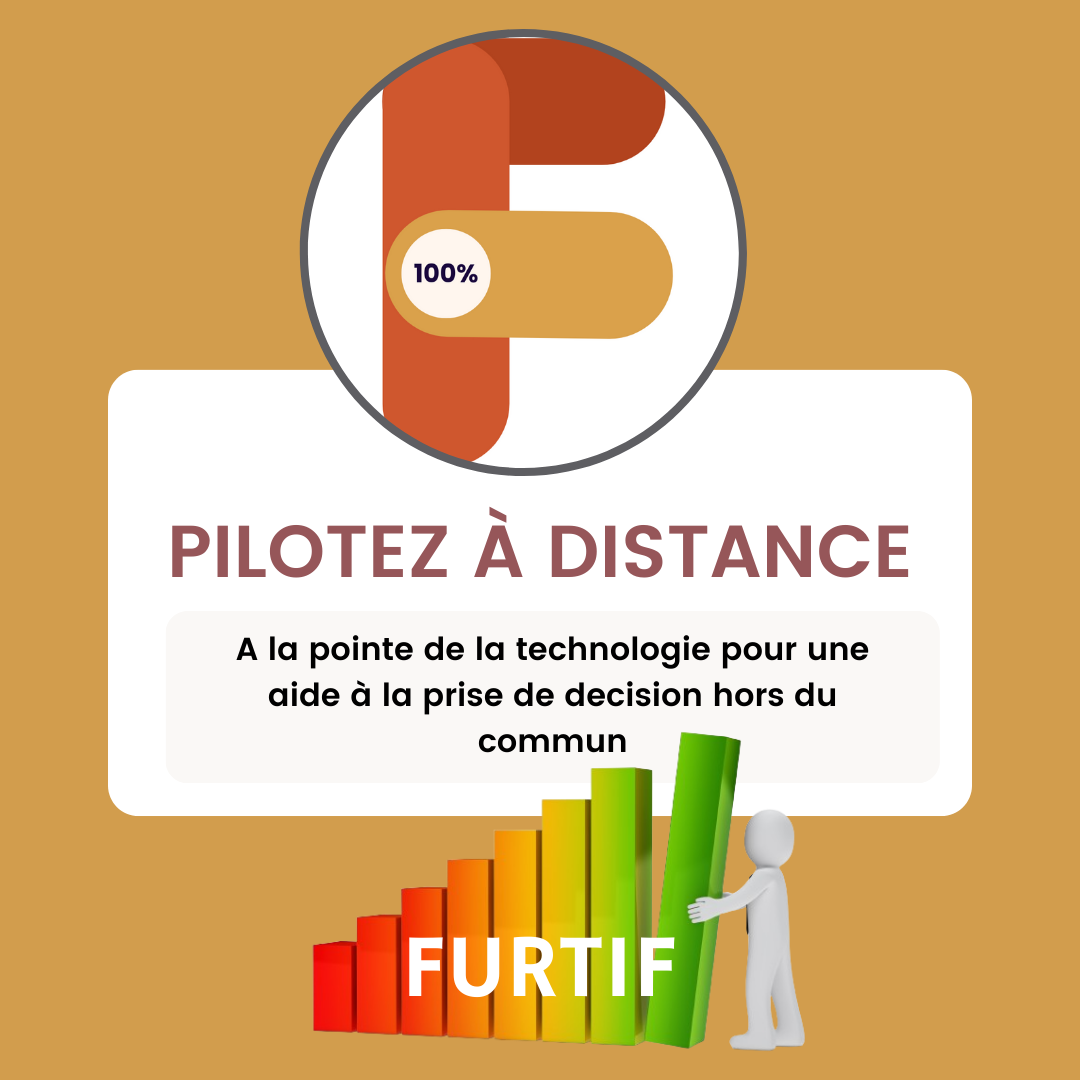 100%
PILOTEZ À DISTANCE
A la pointe de la technologie pour une
aide à la prise de decision hors du
commun
FURTIF